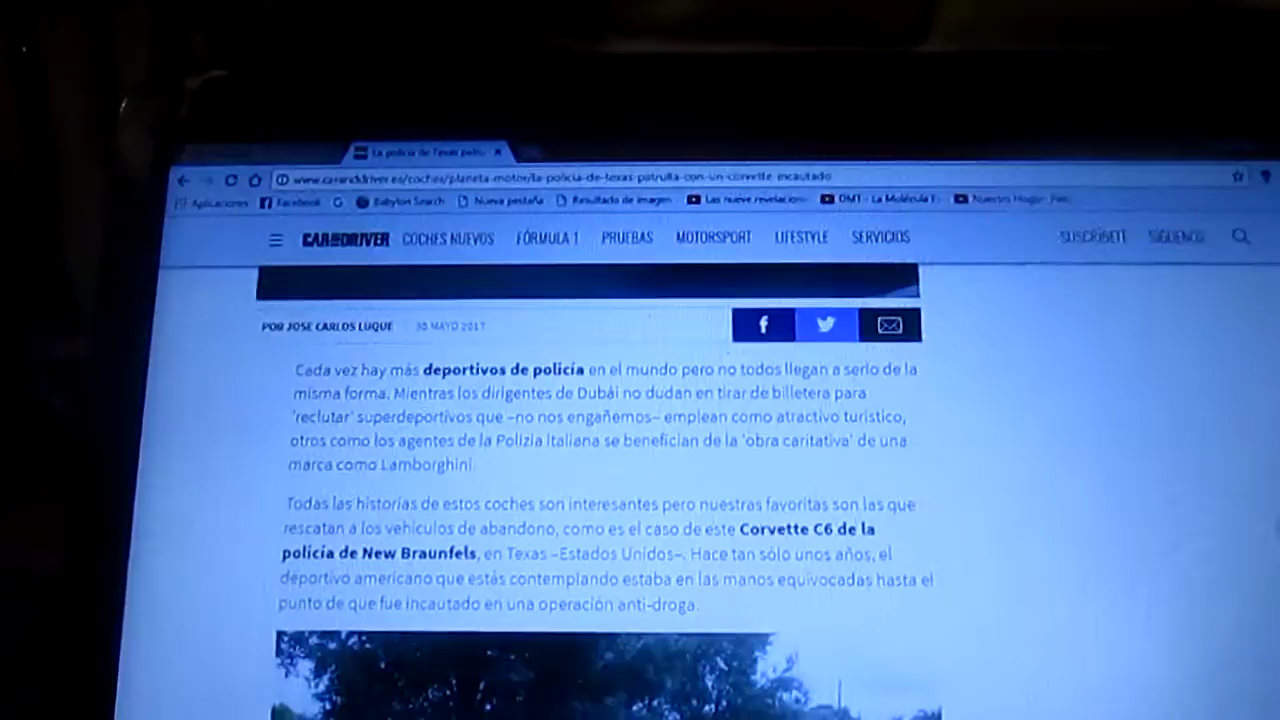 La policía de Texas patru
www.caranddriver.es/coches/planeta-motor/la-policia-de-texas-patrulla-con-un-corvette-incautado
Aplicaciones Facebook G Babylon Search Nueva pestaña Resultado de imagen Las nueve revelacion DMT - La Molécula Nuestro Hogar
CAR and DRIVER COCHES NUEVOS FÓRMULA 1 PRUEBAS MOTORSPORT LIFESTYLE SERVICIOS SUSCRÍBETE SÍGUENOS
POR JOSE CARLOS LUQUE 30 MAYO 2017
Cada vez hay más deportivos de policía en el mundo pero no todos llegan a serlo de la
misma forma. Mientras los dirigentes de Dubái no dudan en tirar de billetera para
'reclutar' superdeportivos que –no nos engañemos– emplean como atractivo turístico,
otros como los agentes de la Polizia Italiana se benefician de la 'obra caritativa' de una
marca como Lamborghini.
Todas las historias de estos coches son interesantes pero nuestras favoritas son las que
rescatan a los vehículos de abandono, como es el caso de este Corvette C6 de la
policía de New Braunfels, en Texas –Estados Unidos–. Hace tan sólo unos años, el
deportivo americano que estás contemplando estaba en las manos equivocadas hasta el
punto de que fue incautado en una operación anti-droga.